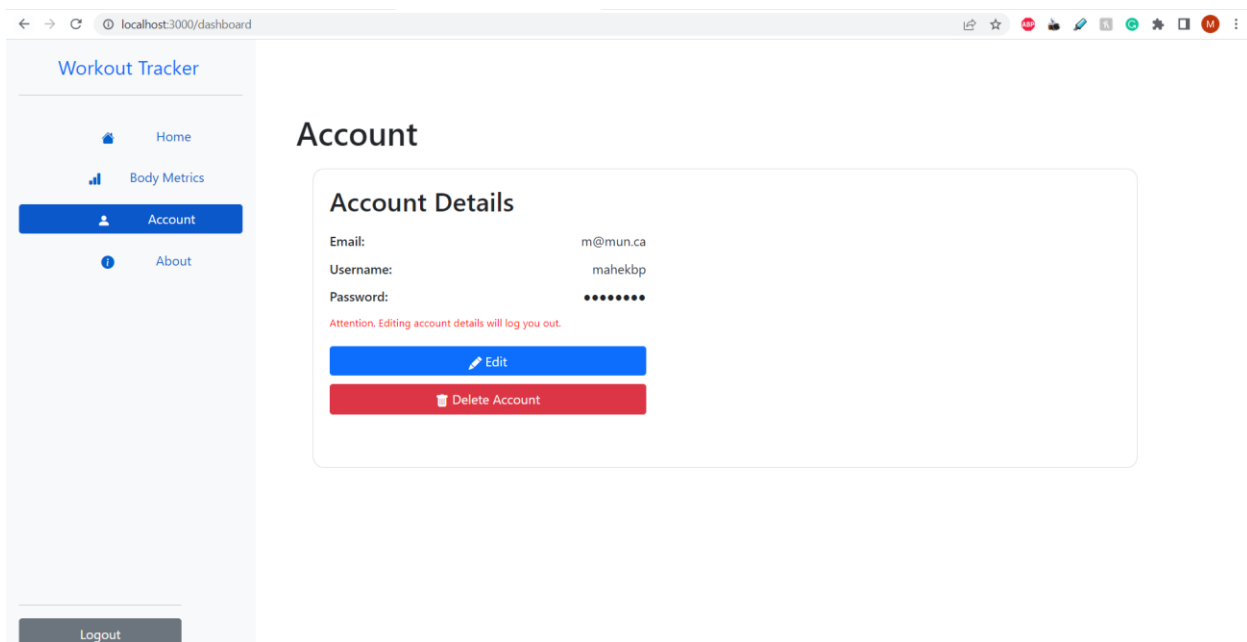 localhost:3000/dashboard
ABP
M
Workout Tracker
Home
Body Metrics
Account
About
Logout
Account
Account Details
Email: m@mun.ca
Username: mahekbp
Password: ••••••••
Attention. Editing account details will log you out.
Edit
Delete Account